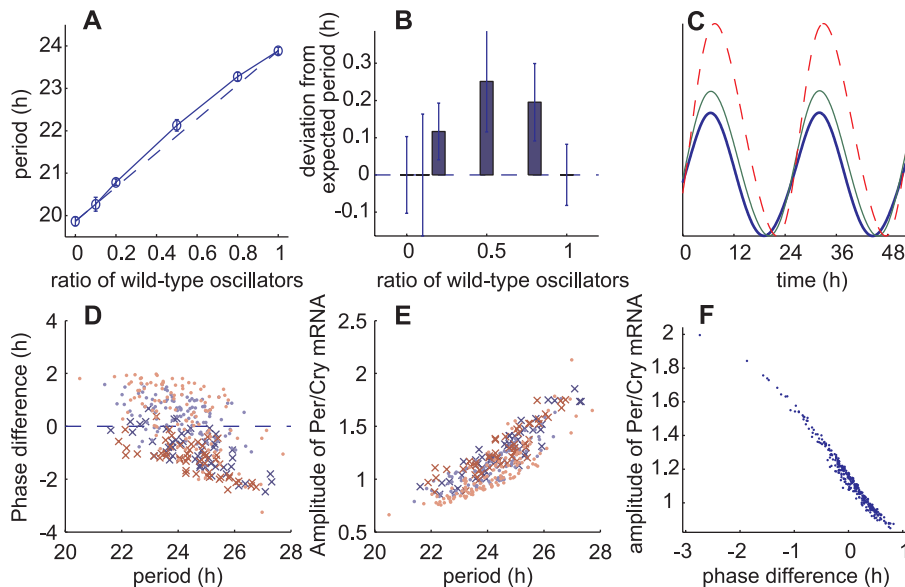 A
B
C
24
23
22
21
20
period (h)
0 0.2 0.4 0.6 0.8 1
ratio of wild-type oscillators
0.3
0.2
0.1
0
-0.1
deviation from
expected period (h)
0 0.5 1
ratio of wild-type oscillators
0 12 24 36 48
time (h)
D
E
F
4
2
0
-2
-4
Phase difference (h)
20 22 24 26 28
period (h)
2.5
2
1.5
1
0.5
Amplitude of Per/Cry mRNA
20 22 24 26 28
period (h)
2
1.8
1.6
1.4
1.2
1
amplitude of Per/Cry mRNA
-3 -2 -1 0 1
phase difference (h)